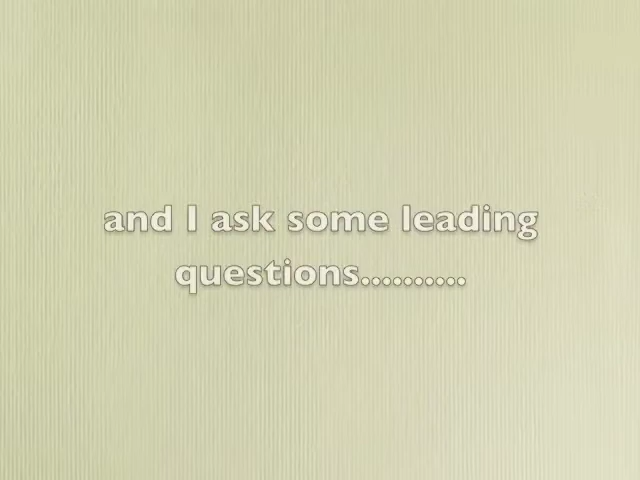 and I ask some leading
questions..........